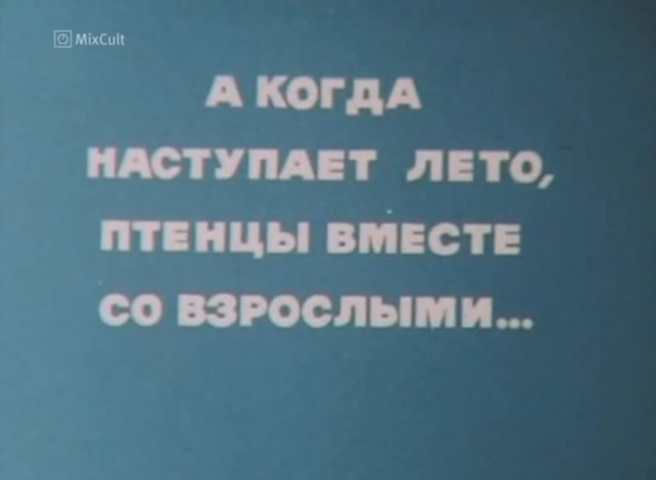 MixCult
А КОГДА
НАСТУПАЕТ ЛЕТО,
ПТЕНЦЫ ВМЕСТЕ
СО ВЗРОСЛЫМИ...